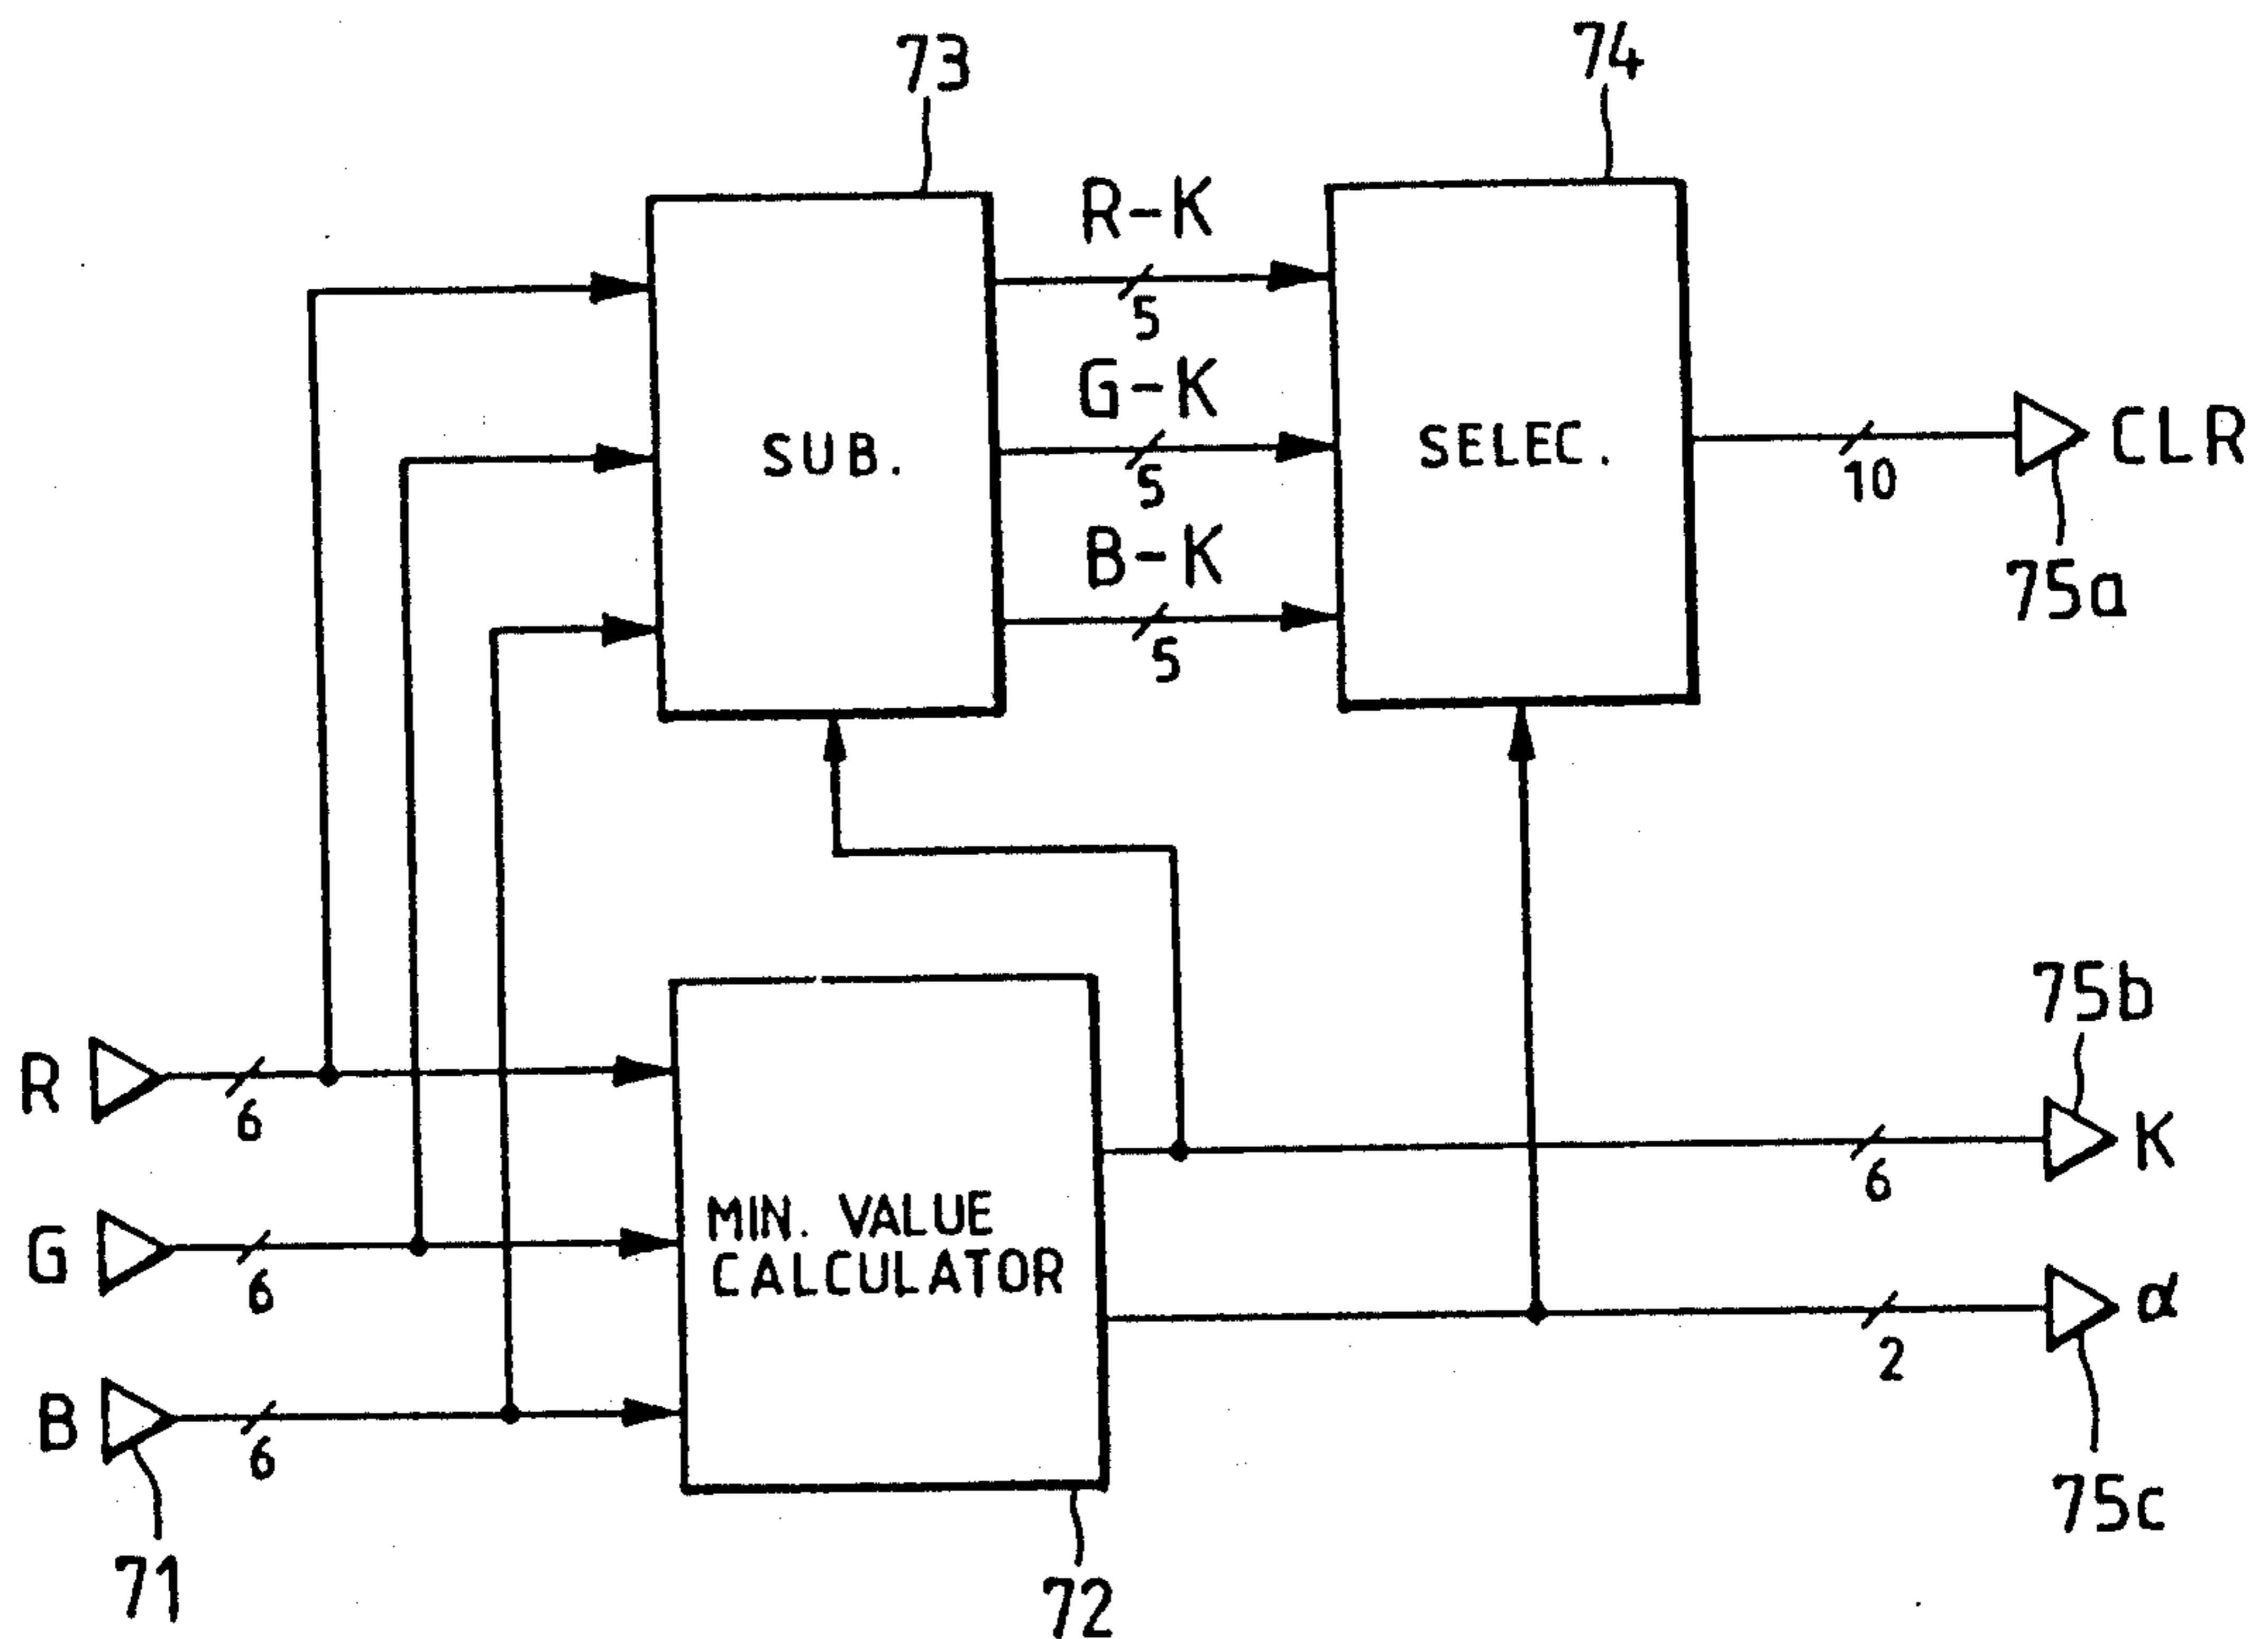 73
74
R-K
5
G-K
5
B-K
5
SUB.
SELEC.
10
CLR
75a
R
6
G
6
B
6
71
MIN. VALUE
CALCULATOR
72
75b
6
K
2
α
75c